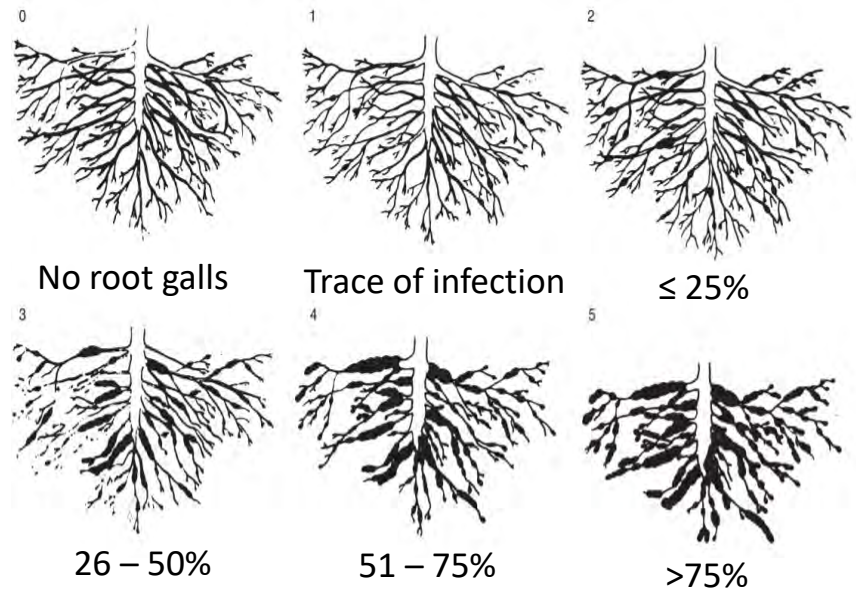 0
1
2
No root galls
Trace of infection
≤ 25%
3
4
5
26 – 50%
51 – 75%
>75%